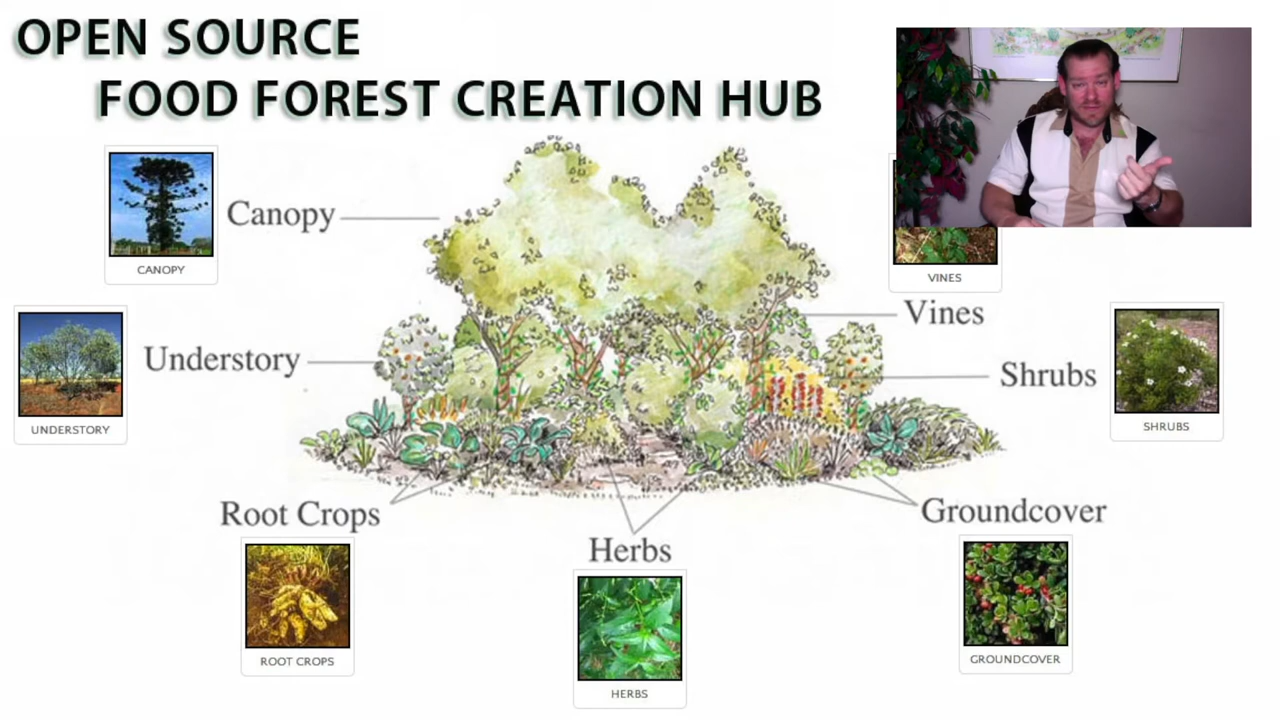 OPEN SOURCE
FOOD FOREST CREATION HUB
CANOPY
Canopy
VINES
Vines
UNDERSTORY
Understory
Shrubs
SHRUBS
Root Crops
ROOT CROPS
Herbs
HERBS
Groundcover
GROUNDCOVER